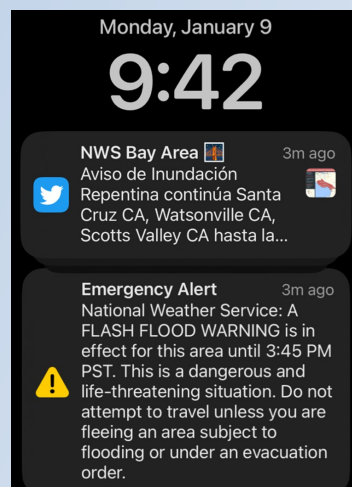 Monday, January 9
9:42
NWS Bay Area
3m ago
Aviso de Inundación
Repentina continúa Santa
Cruz CA, Watsonville CA,
Scotts Valley CA hasta la...
Emergency Alert
3m ago
National Weather Service: A
FLASH FLOOD WARNING is in
effect for this area until 3:45 PM
PST. This is a dangerous and
life-threatening situation. Do not
attempt to travel unless you are
fleeing an area subject to
flooding or under an evacuation
order.